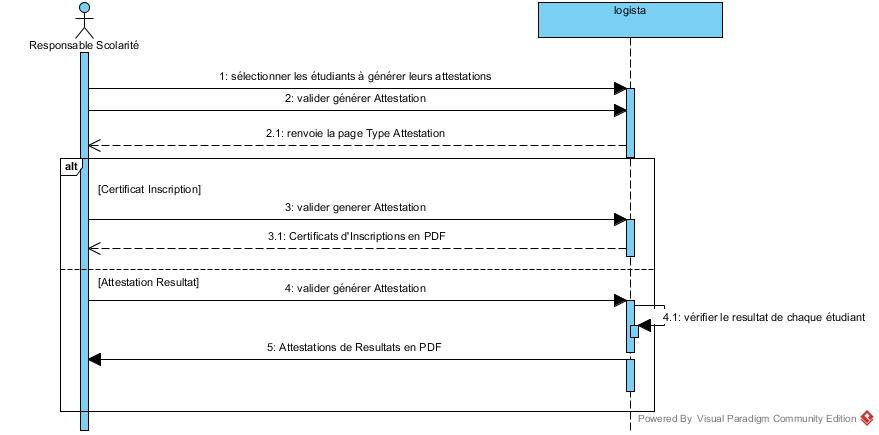 logista
Responsable Scolarité
1: sélectionner les étudiants à générer leurs attestations
2: valider générer Attestation
2.1: renvoie la page Type Attestation
alt
[Certificat Inscription]
3: valider generer Attestation
3.1: Certificats d'Inscriptions en PDF
[Attestation Resultat]
4: valider générer Attestation
4.1: vérifier le resultat de chaque étudiant
5: Attestations de Resultats en PDF
Powered By Visual Paradigm Community Edition